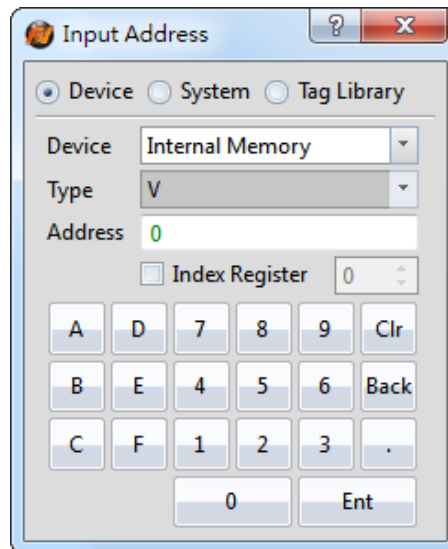 Input Address
Device System Tag Library
Device Internal Memory
Type V
Address 0
Index Register 0
A D 7 8 9 Clr
B E 4 5 6 Back
C F 1 2 3 .
0 Ent